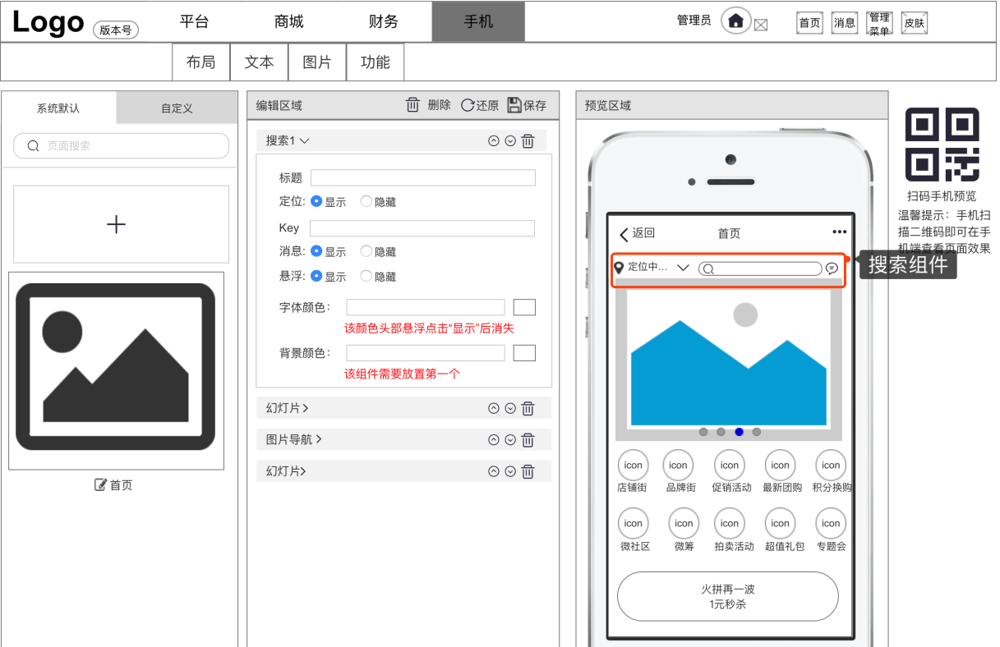 Logo 版本号 平台 商城 财务 手机 管理员 首页 消息 管理菜单 皮肤
布局 文本 图片 功能
系统默认 自定义
页面搜索
首页
编辑区域 删除 还原 保存
搜索1
标题
定位: 显示 隐藏
Key
消息: 显示 隐藏
悬浮: 显示 隐藏
字体颜色:
该颜色头部悬浮点击“显示”后消失
背景颜色:
该组件需要放置第一个
幻灯片
图片导航
幻灯片
预览区域
返回 首页
定位中...
icon icon icon icon icon
店铺街 品牌街 促销活动 最新团购 积分换购
icon icon icon icon icon
微社区 微筹 拍卖活动 超值礼包 专题会
火拼再一波
1元秒杀
扫码手机预览
温馨提示：手机扫
描二维码即可在手
机端查看页面效果
搜索组件